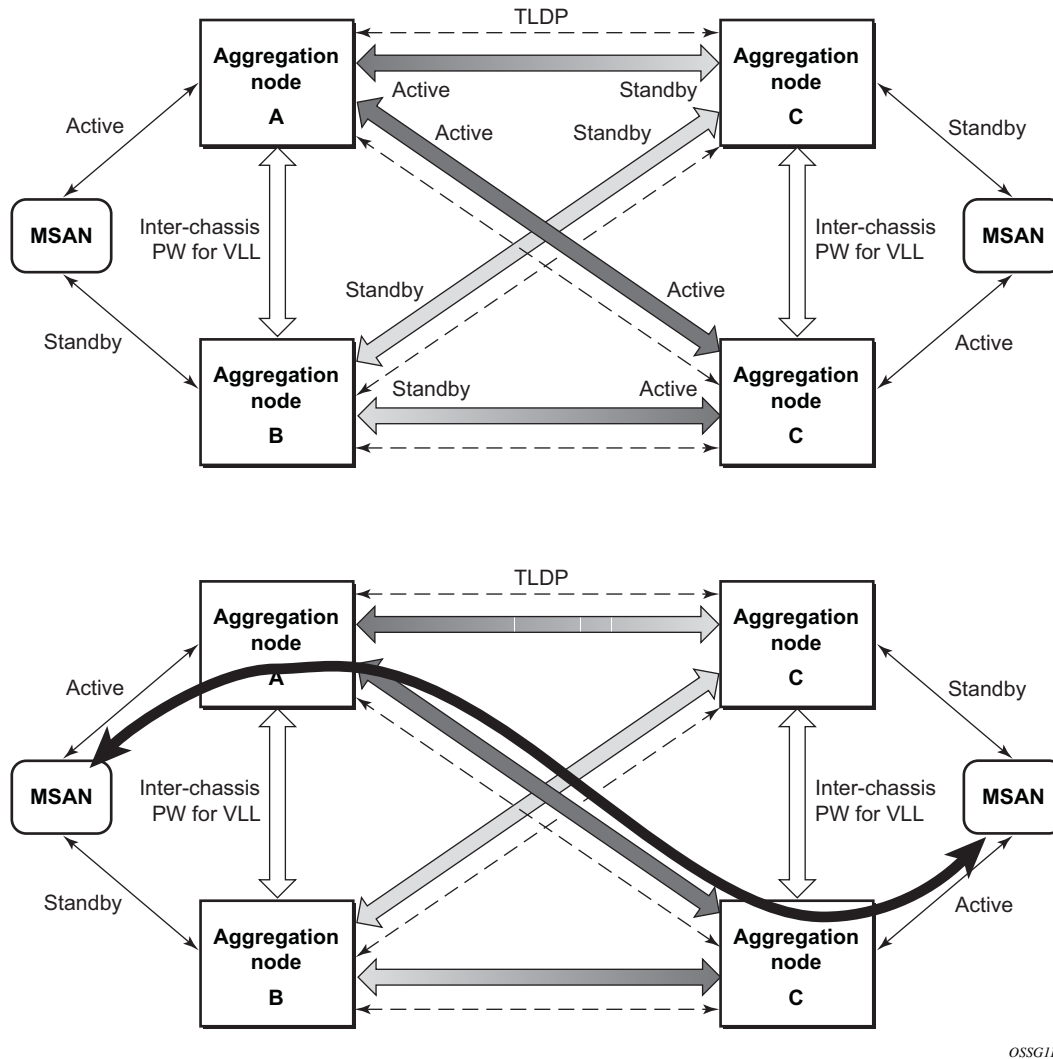 TLDP
Aggregation
node
A
Aggregation
node
C
Active
Standby
Active
Standby
Active
Standby
MSAN
Inter-chassis
PW for VLL
Inter-chassis
PW for VLL
MSAN
Standby
Active
Standby
Active
Standby
Active
Aggregation
node
B
Aggregation
node
C
TLDP
Aggregation
node
A
Aggregation
node
C
Active
Standby
MSAN
Inter-chassis
PW for VLL
Inter-chassis
PW for VLL
MSAN
Standby
Active
Aggregation
node
B
Aggregation
node
C